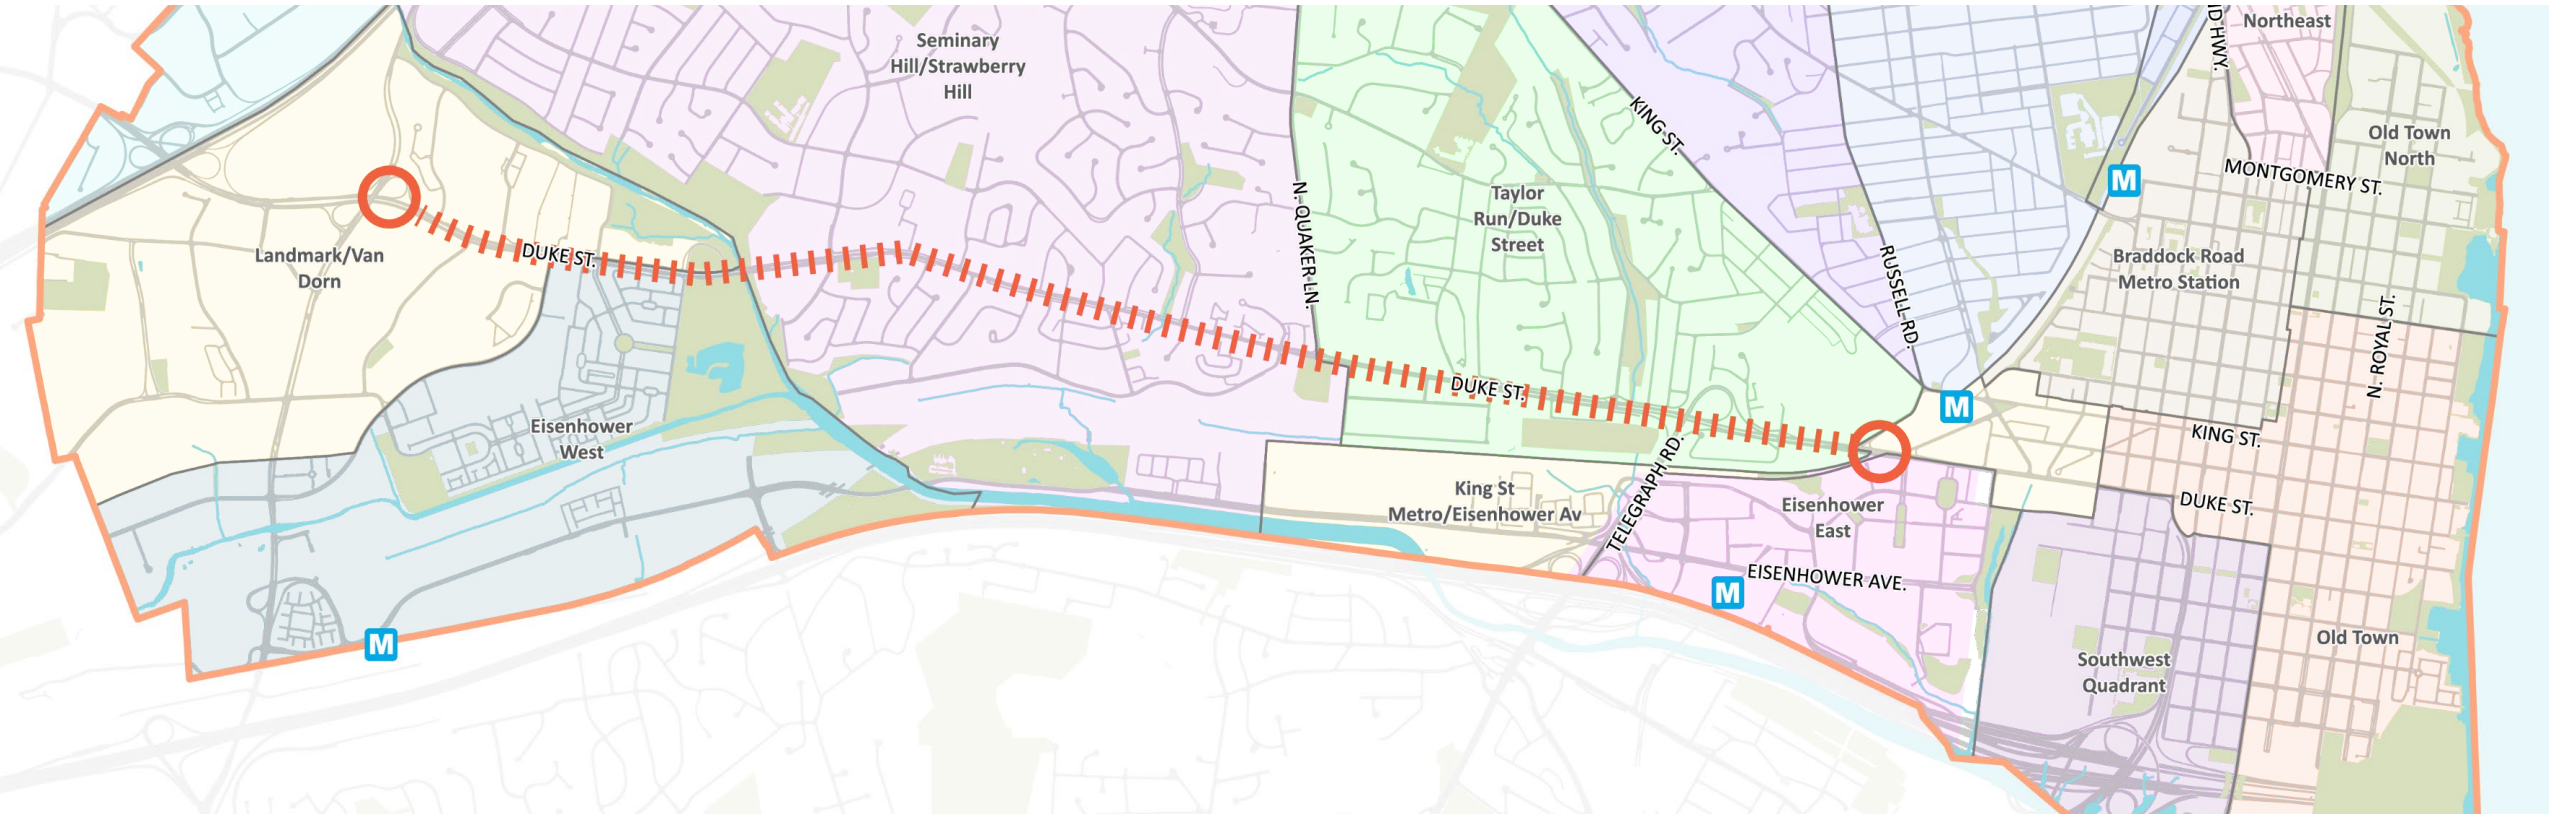 Northeast
Seminary
Hill/Strawberry
Hill
HWY.
KING ST.
Old Town
North
MONTGOMERY ST.
M
Taylor
Run/Duke
Street
N. QUAKER LN.
DUKE ST.
Landmark/Van
Dorn
RUSSELL RD.
Braddock Road
Metro Station
N. ROYAL ST.
DUKE ST.
M
Eisenhower
West
KING ST.
TELEGRAPH RD.
King St
Metro/Eisenhower Av
Eisenhower
East
DUKE ST.
EISENHOWER AVE.
M
M
Old Town
Southwest
Quadrant